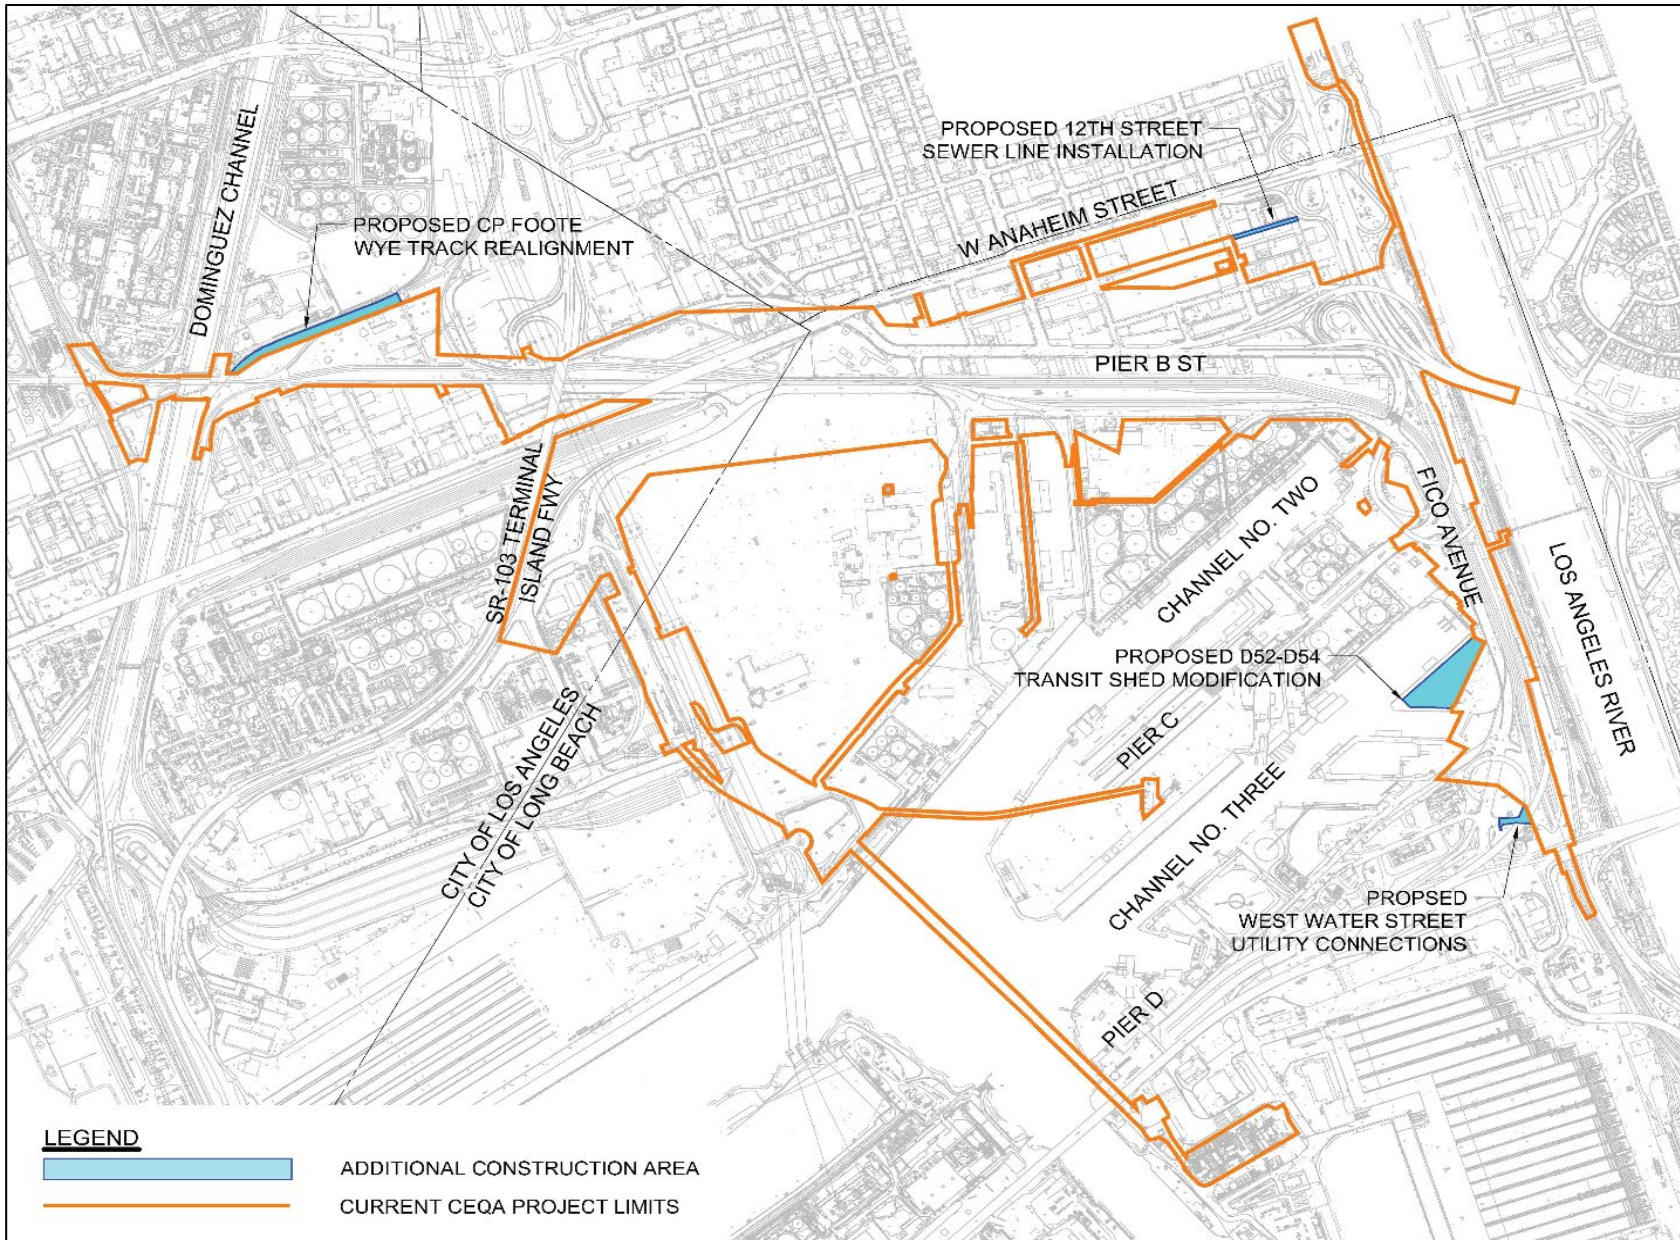 PROPOSED 12TH STREET
SEWER LINE INSTALLATION
DOMINGUEZ CHANNEL
W ANAHEIM STREET
PROPOSED CP FOOTE
WYE TRACK REALIGNMENT
PIER B ST
SR-103 TERMINAL
ISLAND FWY
CHANNEL NO. TWO
FICO AVENUE
LOS ANGELES RIVER
PROPOSED D52-D54
TRANSIT SHED MODIFICATION
CITY OF LOS ANGELES
CITY OF LONG BEACH
PIER C
CHANNEL NO. THREE
PROPSED
WEST WATER STREET
UTILITY CONNECTIONS
PIER D
LEGEND
ADDITIONAL CONSTRUCTION AREA
CURRENT CEQA PROJECT LIMITS